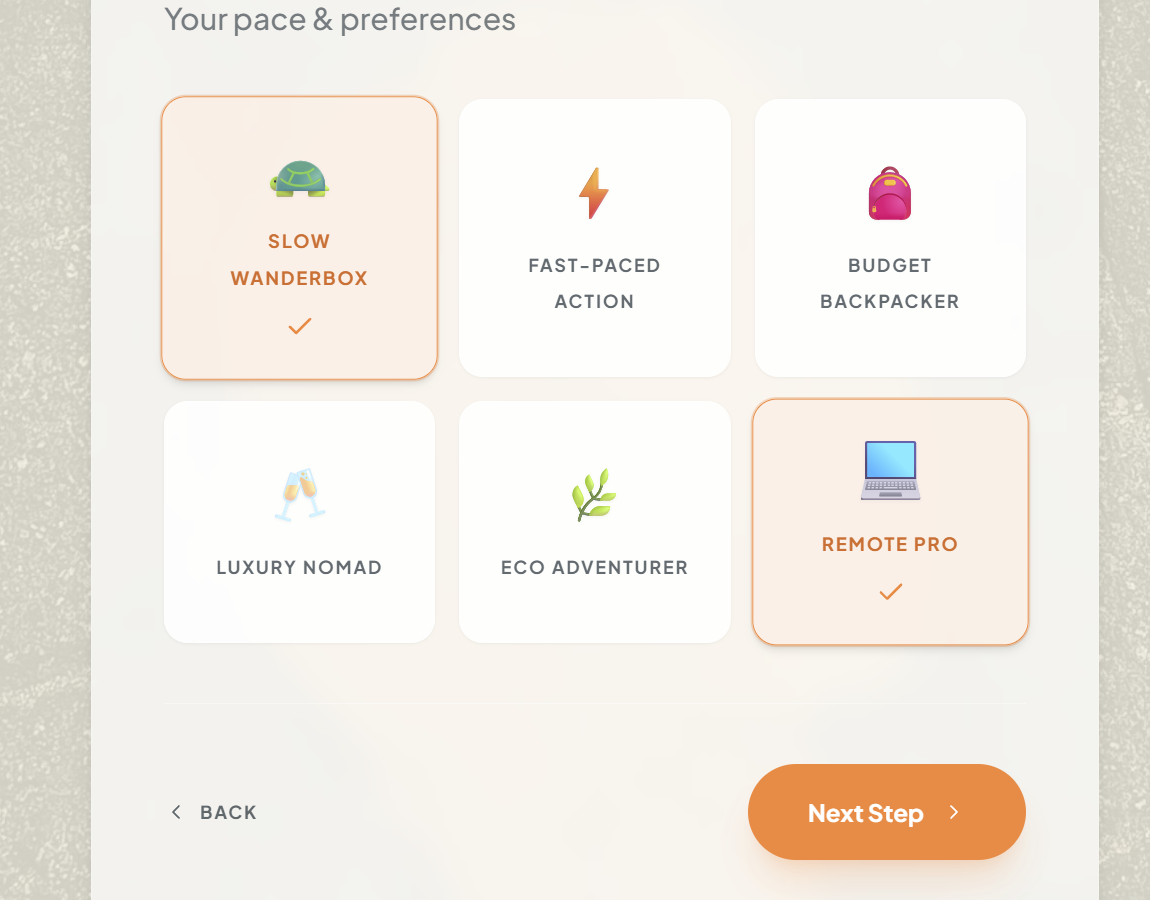 Your pace & preferences
SLOW
WANDERBOX
FAST-PACED
ACTION
BUDGET
BACKPACKER
LUXURY NOMAD
ECO ADVENTURER
REMOTE PRO
BACK
Next Step